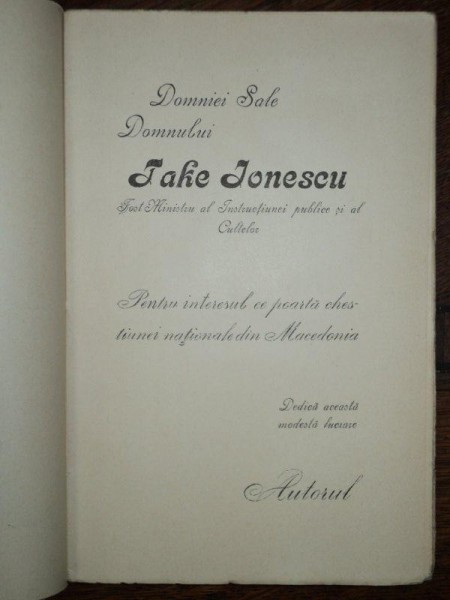 Domniei Sale
Domnului
Take Ionescu
Fost Ministru al Instrucțiunei publice și al
Cultelor
Pentru interesul ce poartă ches-
tiunei naționale din Macedonia
Dedică această
modestă lucrare
Autorul